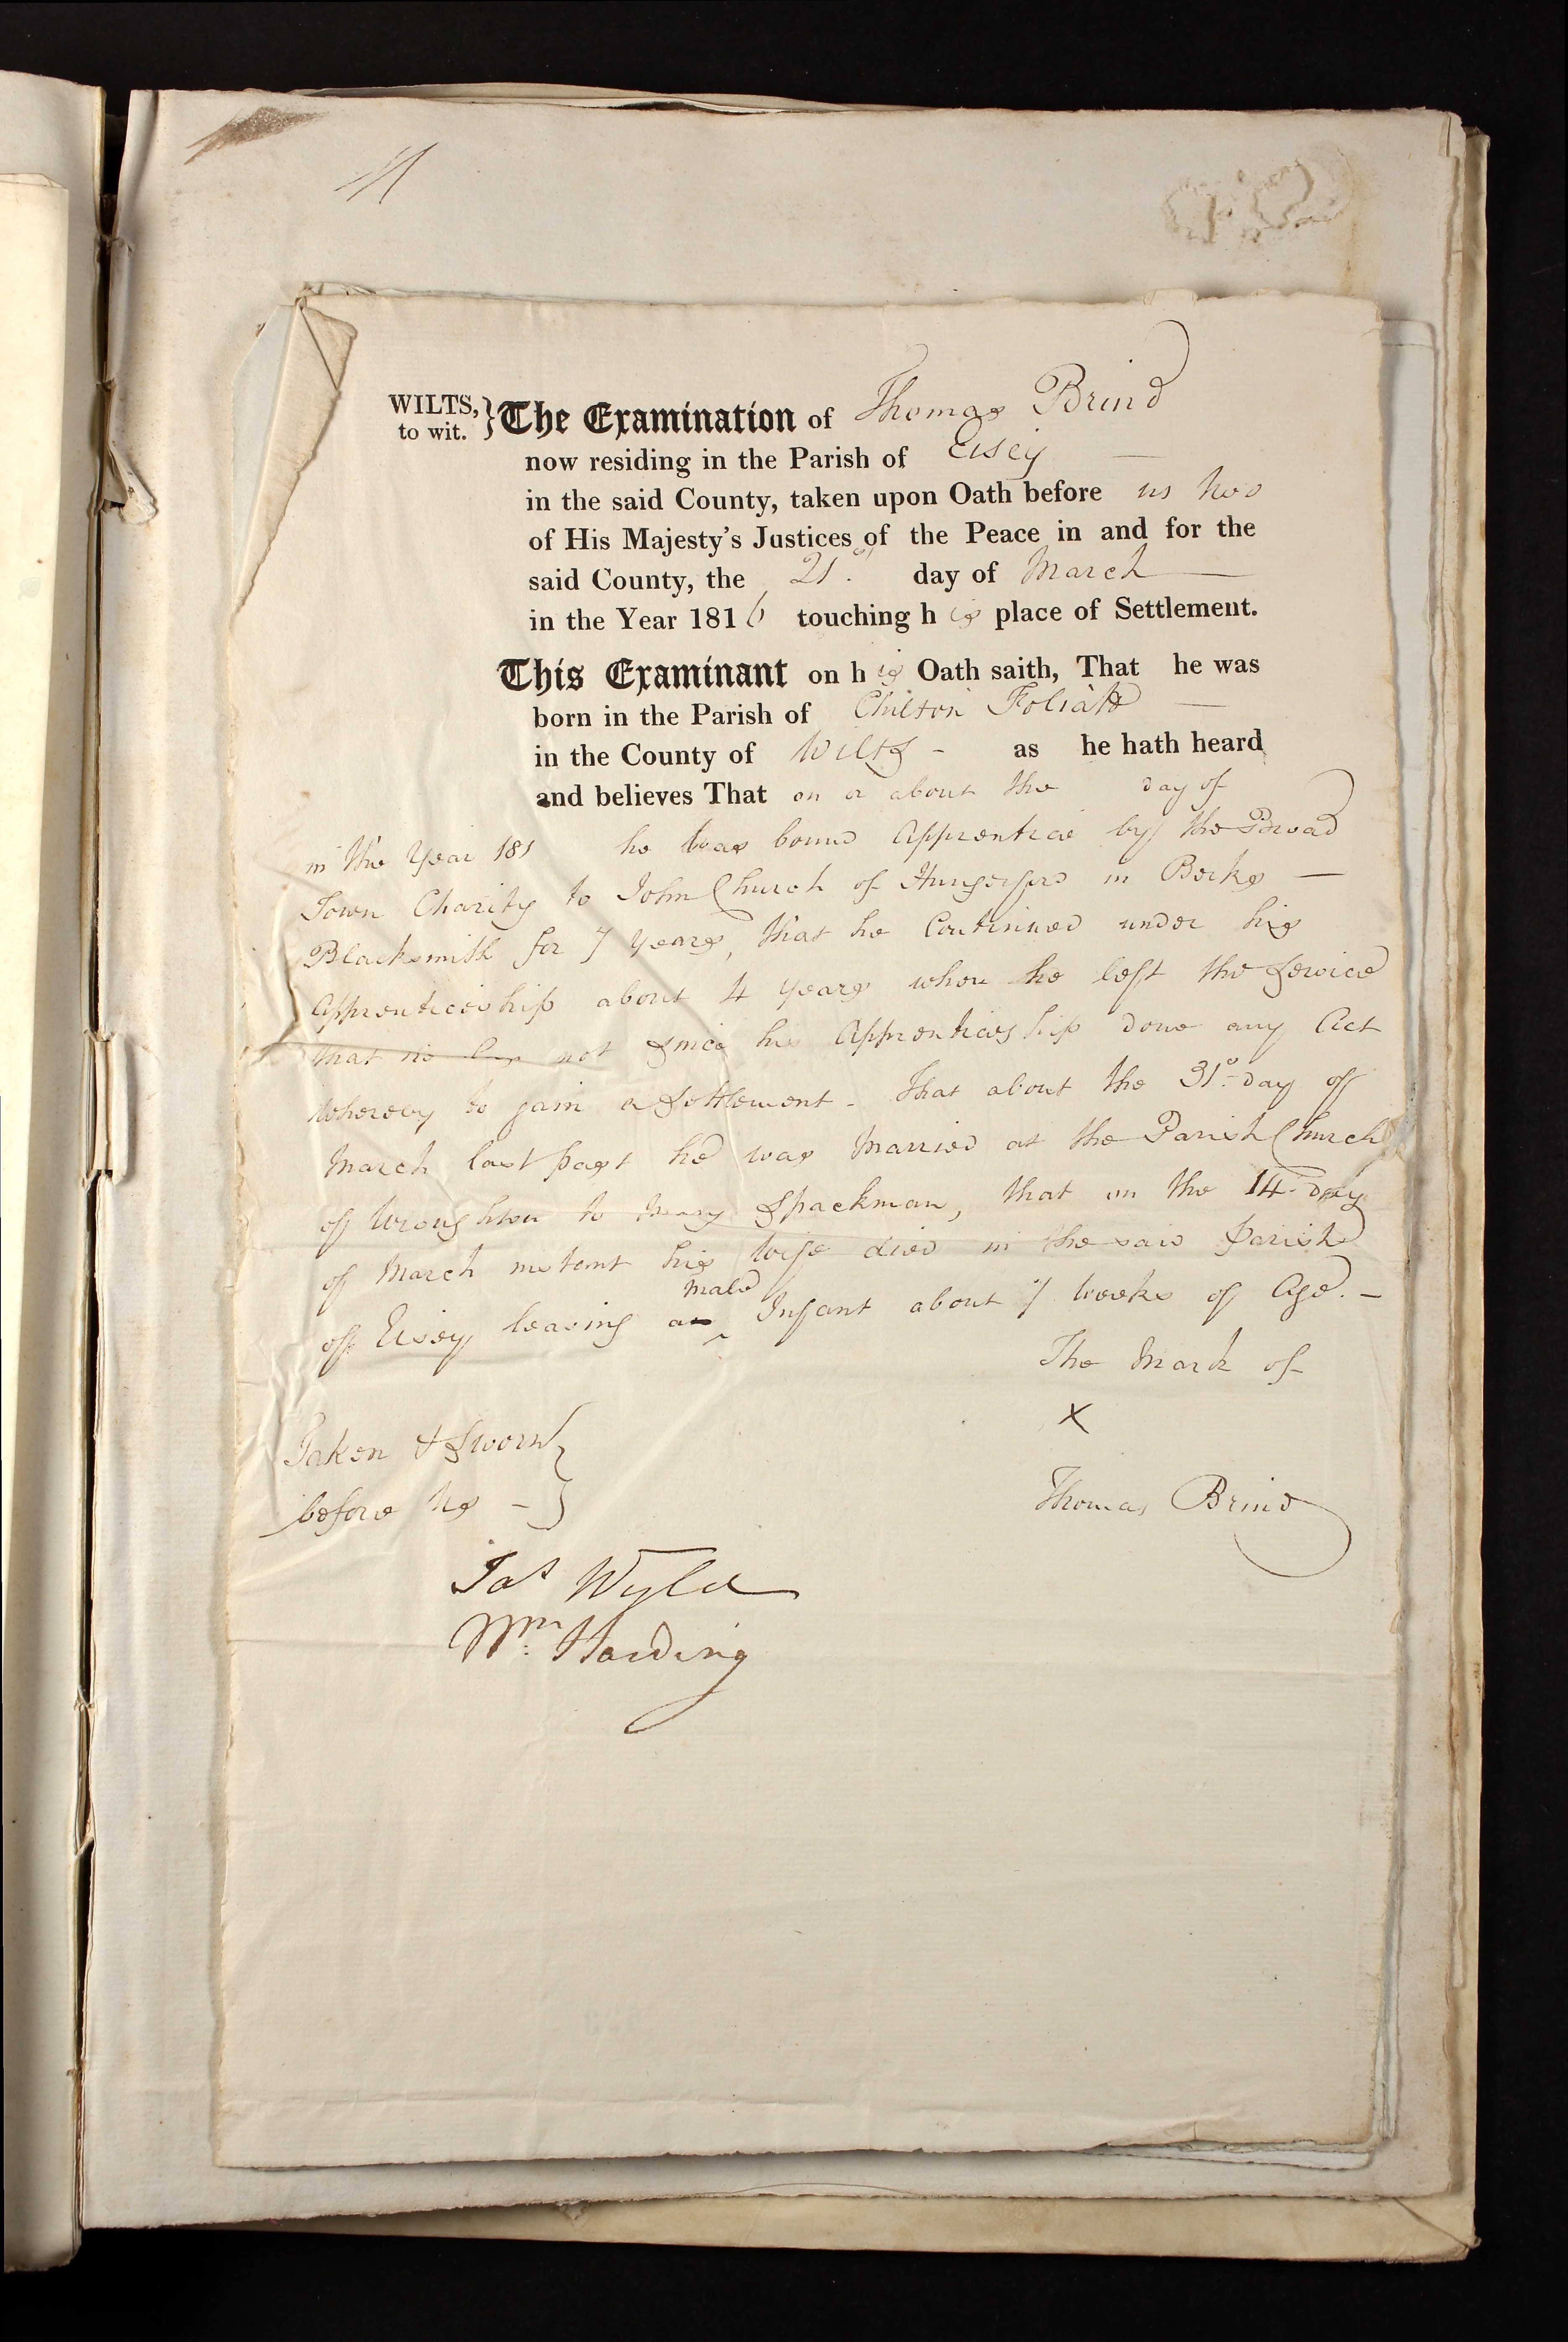 WILTS, to wit. } The Examination of Thomas Brind
now residing in the Parish of Eisey —
in the said County, taken upon Oath before us two
of His Majesty's Justices of the Peace in and for the
said County, the 21st day of March —
in the Year 1816 touching his place of Settlement.
This Examinant on his Oath saith, That he was
born in the Parish of Chilton Foliatt —
in the County of Wilts - as he hath heard
and believes That on or about the day of
in the Year 181 he was bound Apprentice by the Broad
Town Charity to John Church of Hungerford in Berks —
Blacksmith for 7 years, that he Continued under his
Apprenticeship about 4 years when he left the Service
that he has not Since his Apprenticeship done any Act
whereby to gain a Settlement - That about the 31st day of
March last past he was Married at the Parish Church
of Wroughton to Mary Spackman, that on the 14 day
of March instant his Wife died in the said Parish
of Eisey leaving a male Infant about 7 Weeks of Age. -
The Mark of
X
Thomas Brind
Taken & Sworn }
before us - }
Jas Wyld
Wm: Harding